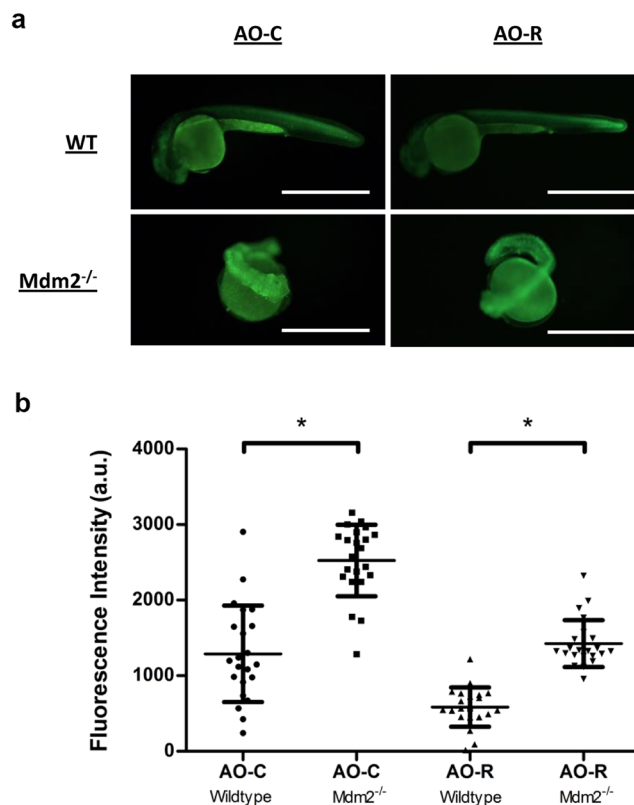 a
AO-C AO-R
WT
Mdm2-/-
b
* *
Fluorescence Intensity (a.u.)
4000
3000
2000
1000
0
AO-C AO-C AO-R AO-R
Wildtype Mdm2-/- Wildtype Mdm2-/-